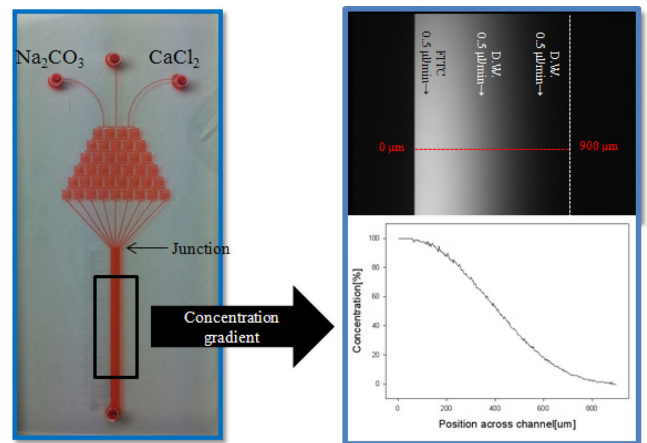 Na₂CO₃
CaCl₂
Junction
Concentration
gradient
FITC
0.5 µl/min→
D.W.
0.5 µl/min→
D.W.
0.5 µl/min→
0 µm
900 µm
Concentration[%]
100
80
60
40
20
0
0
200
400
600
800
Position across channel[um]